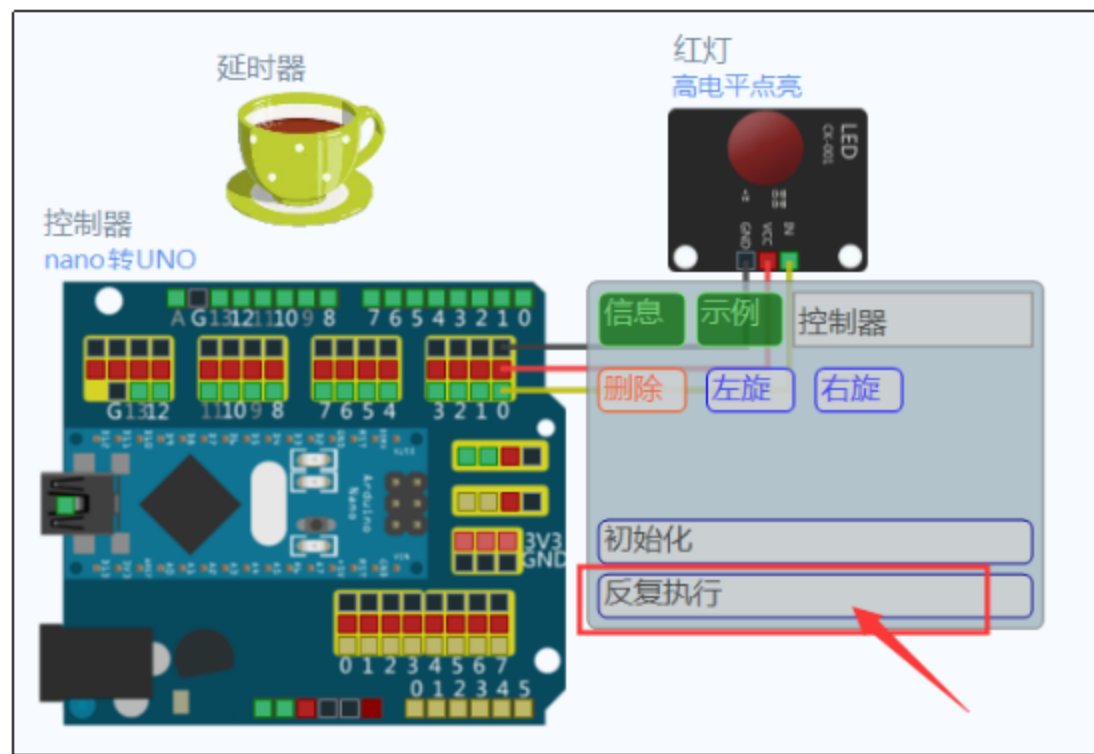 延时器
红灯
高电平点亮
LED
CK-001
GND
VCC
IN
控制器
nano转UNO
A G 13 12 11 10 9 8
7 6 5 4 3 2 1 0
G 13 12
11 10 9 8
7 6 5 4
3 2 1 0
Arduino
Nano
3V3
GND
0 1 2 3 4 5 6 7
0 1 2 3 4 5
信息
示例
控制器
删除
左旋
右旋
初始化
反复执行